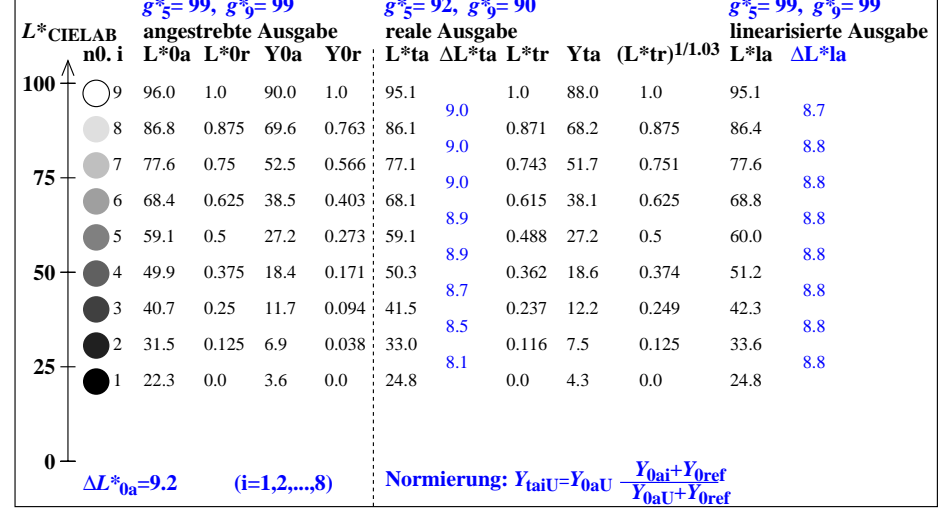 g*5= 99, g*9= 99 g*5= 92, g*9= 90 g*5= 99, g*9= 99
L*CIELAB angestrebte Ausgabe reale Ausgabe linearisierte Ausgabe
n0. i L*0a L*0r Y0a Y0r L*ta ΔL*ta L*tr Yta (L*tr)1/1.03 L*la ΔL*la
100 9 96.0 1.0 90.0 1.0 95.1 1.0 88.0 1.0 95.1
9.0 8.7
8 86.8 0.875 69.6 0.763 86.1 0.871 68.2 0.875 86.4
9.0 8.8
7 77.6 0.75 52.5 0.566 77.1 0.743 51.7 0.751 77.6
75 9.0 8.8
6 68.4 0.625 38.5 0.403 68.1 0.615 38.1 0.625 68.8
8.9 8.8
5 59.1 0.5 27.2 0.273 59.1 0.488 27.2 0.5 60.0
8.9 8.8
50 4 49.9 0.375 18.4 0.171 50.3 0.362 18.6 0.374 51.2
8.7 8.8
3 40.7 0.25 11.7 0.094 41.5 0.237 12.2 0.249 42.3
8.5 8.8
2 31.5 0.125 6.9 0.038 33.0 0.116 7.5 0.125 33.6
25 8.1 8.8
1 22.3 0.0 3.6 0.0 24.8 0.0 4.3 0.0 24.8
0
ΔL*0a=9.2 (i=1,2,...,8) Normierung: YtaiU=Y0aU Y0ai+Y0ref
Y0aU+Y0ref